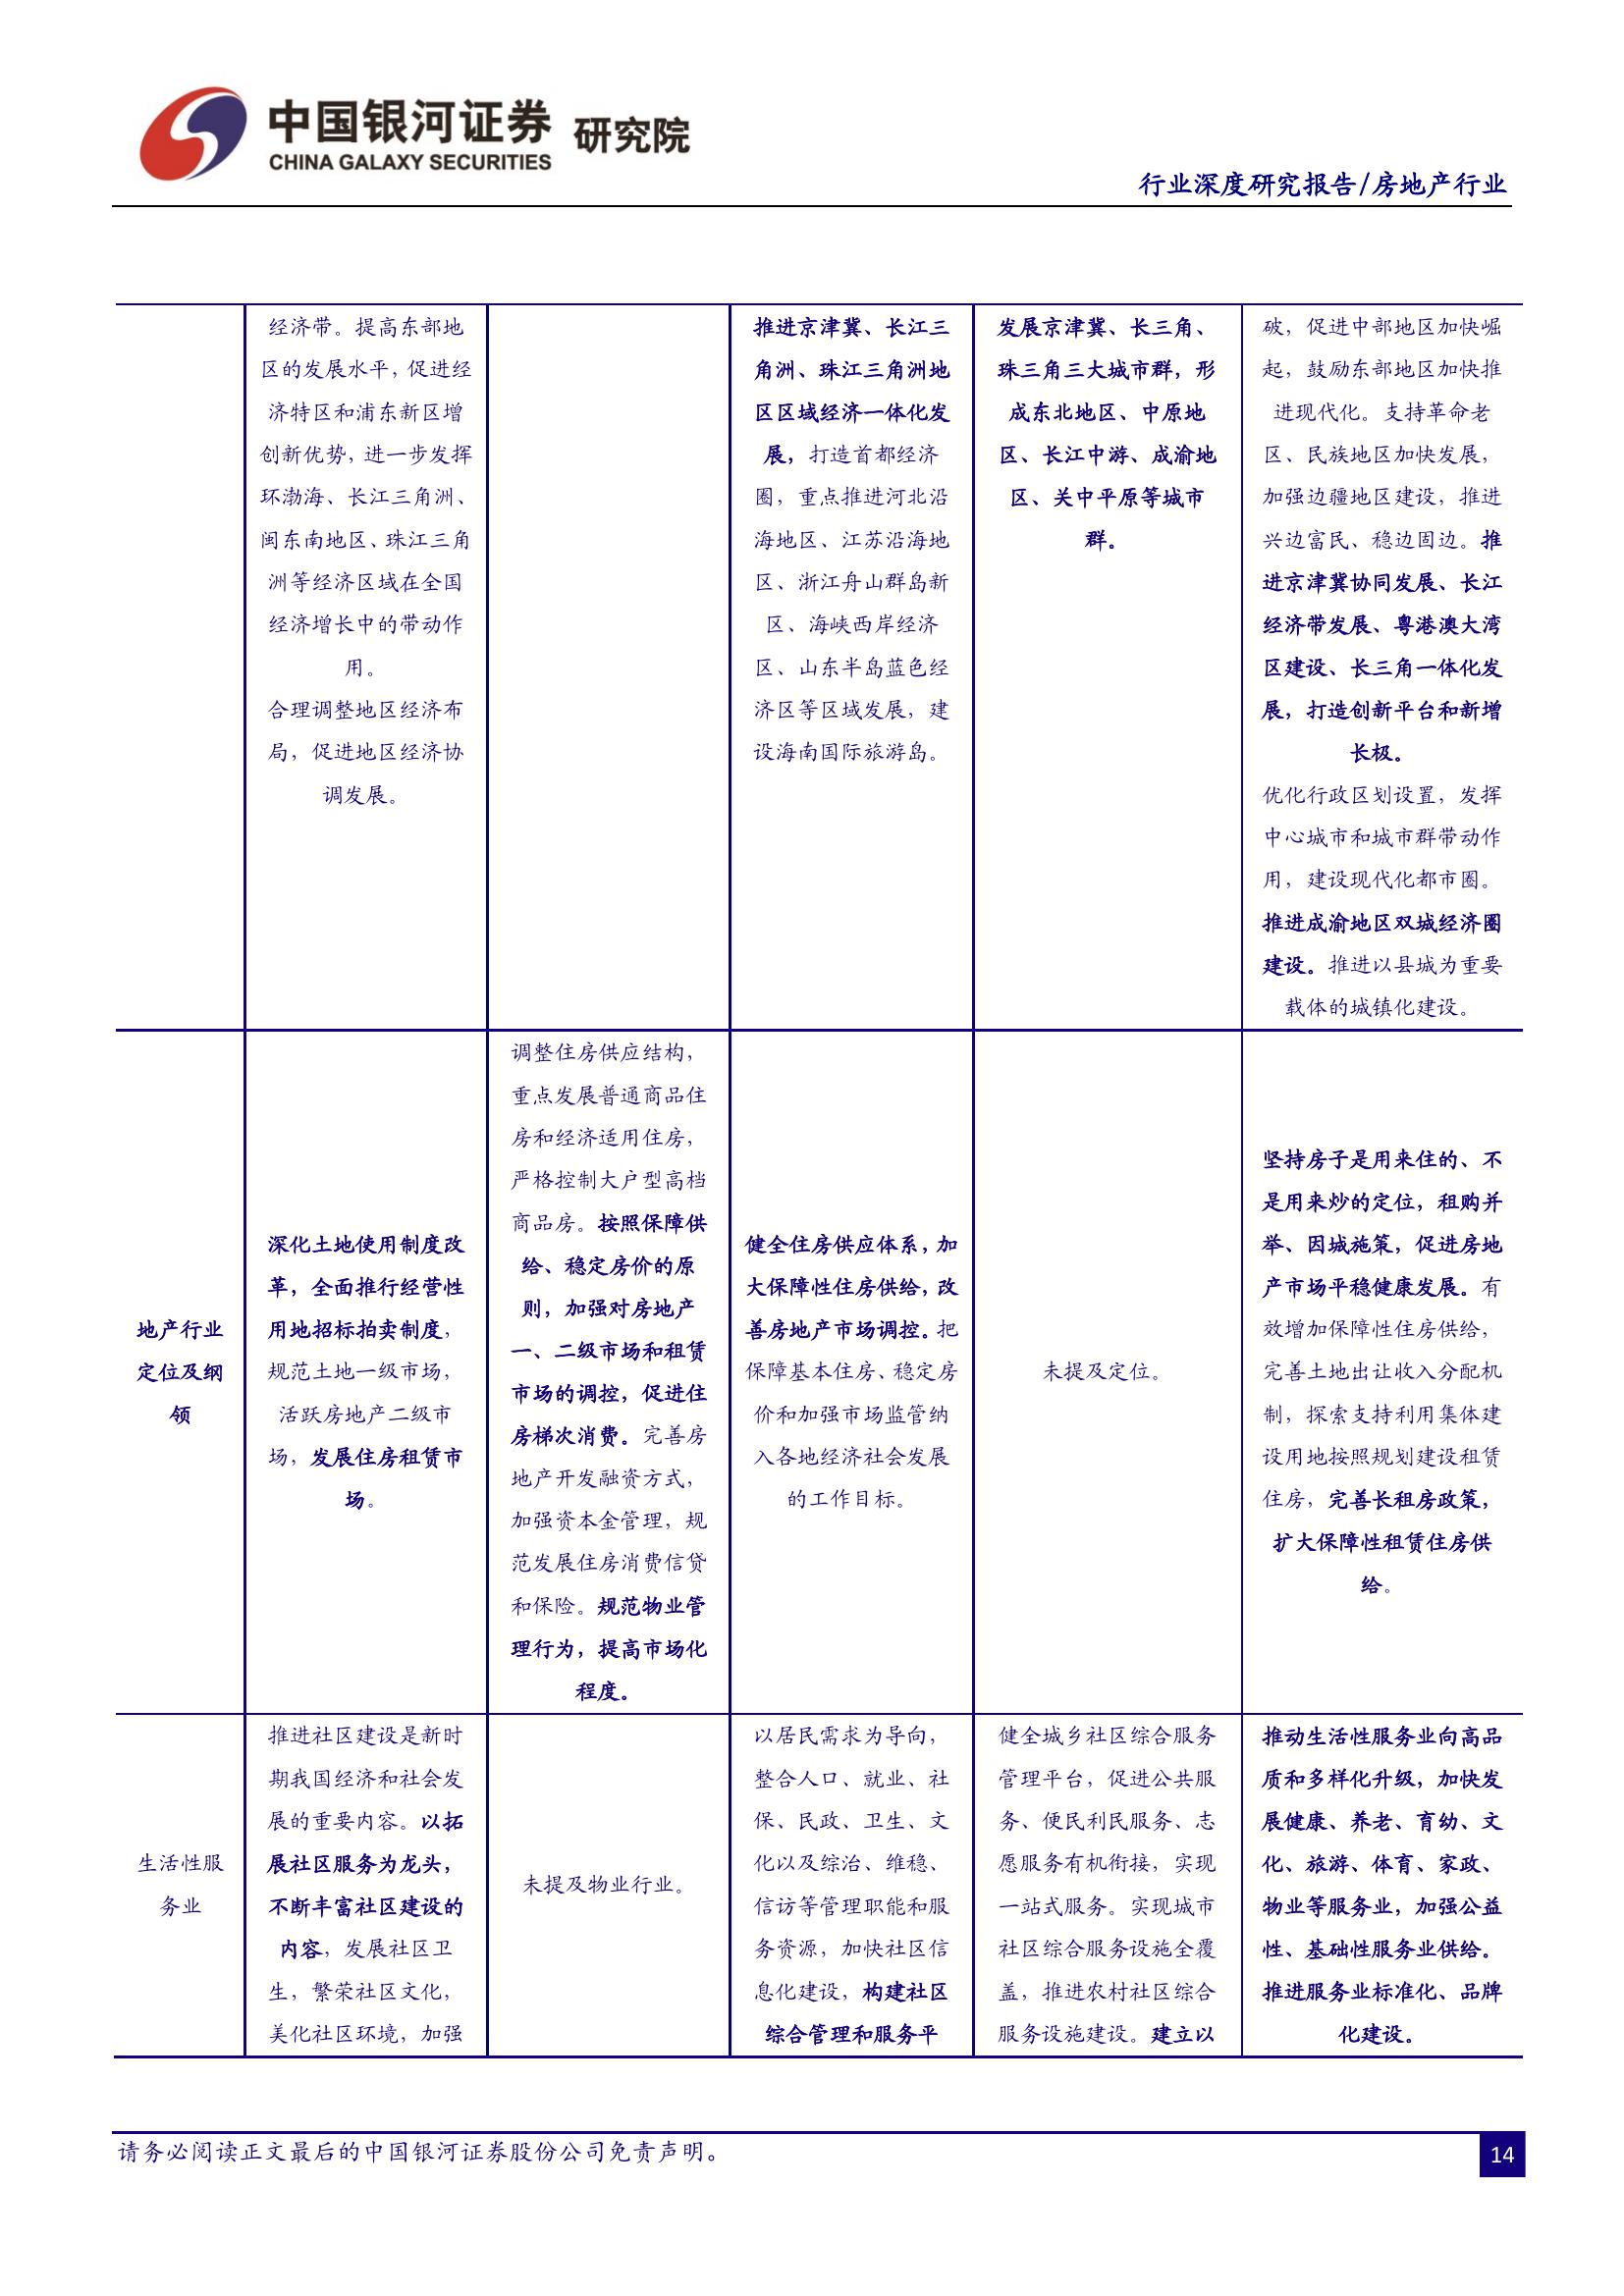 中国银河证券 研究院
CHINA GALAXY SECURITIES
行业深度研究报告/房地产行业
经济带。提高东部地
区的发展水平，促进经
济特区和浦东新区增
创新优势，进一步发挥
环渤海、长江三角洲、
闽东南地区、珠江三角
洲等经济区域在全国
经济增长中的带动作
用。
合理调整地区经济布
局，促进地区经济协
调发展。
推进京津冀、长江三
角洲、珠江三角洲地
区区域经济一体化发
展，打造首都经济
圈，重点推进河北沿
海地区、江苏沿海地
区、浙江舟山群岛新
区、海峡西岸经济
区、山东半岛蓝色经
济区等区域发展，建
设海南国际旅游岛。
发展京津冀、长三角、
珠三角三大城市群，形
成东北地区、中原地
区、长江中游、成渝地
区、关中平原等城市
群。
破，促进中部地区加快崛
起，鼓励东部地区加快推
进现代化。支持革命老
区、民族地区加快发展，
加强边疆地区建设，推进
兴边富民、稳边固边。推
进京津冀协同发展、长江
经济带发展、粤港澳大湾
区建设、长三角一体化发
展，打造创新平台和新增
长极。
优化行政区划设置，发挥
中心城市和城市群带动作
用，建设现代化都市圈。
推进成渝地区双城经济圈
建设。推进以县城为重要
载体的城镇化建设。
地产行业
定位及纲
领
深化土地使用制度改
革，全面推行经营性
用地招标拍卖制度，
规范土地一级市场，
活跃房地产二级市
场，发展住房租赁市
场。
调整住房供应结构，
重点发展普通商品住
房和经济适用住房，
严格控制大户型高档
商品房。按照保障供
给、稳定房价的原
则，加强对房地产
一、二级市场和租赁
市场的调控，促进住
房梯次消费。完善房
地产开发融资方式，
加强资本金管理，规
范发展住房消费信贷
和保险。规范物业管
理行为，提高市场化
程度。
健全住房供应体系，加
大保障性住房供给，改
善房地产市场调控。把
保障基本住房、稳定房
价和加强市场监管纳
入各地经济社会发展
的工作目标。
未提及定位。
坚持房子是用来住的、不
是用来炒的定位，租购并
举、因城施策，促进房地
产市场平稳健康发展。有
效增加保障性住房供给，
完善土地出让收入分配机
制，探索支持利用集体建
设用地按照规划建设租赁
住房，完善长租房政策，
扩大保障性租赁住房供
给。
生活性服
务业
推进社区建设是新时
期我国经济和社会发
展的重要内容。以拓
展社区服务为龙头，
不断丰富社区建设的
内容，发展社区卫
生，繁荣社区文化，
美化社区环境，加强
未提及物业行业。
以居民需求为导向，
整合人口、就业、社
保、民政、卫生、文
化以及综治、维稳、
信访等管理职能和服
务资源，加快社区信
息化建设，构建社区
综合管理和服务平
健全城乡社区综合服务
管理平台，促进公共服
务、便民利民服务、志
愿服务有机衔接，实现
一站式服务。实现城市
社区综合服务设施全覆
盖，推进农村社区综合
服务设施建设。建立以
推动生活性服务业向高品
质和多样化升级，加快发
展健康、养老、育幼、文
化、旅游、体育、家政、
物业等服务业，加强公益
性、基础性服务业供给。
推进服务业标准化、品牌
化建设。
请务必阅读正文最后的中国银河证券股份公司免责声明。
14